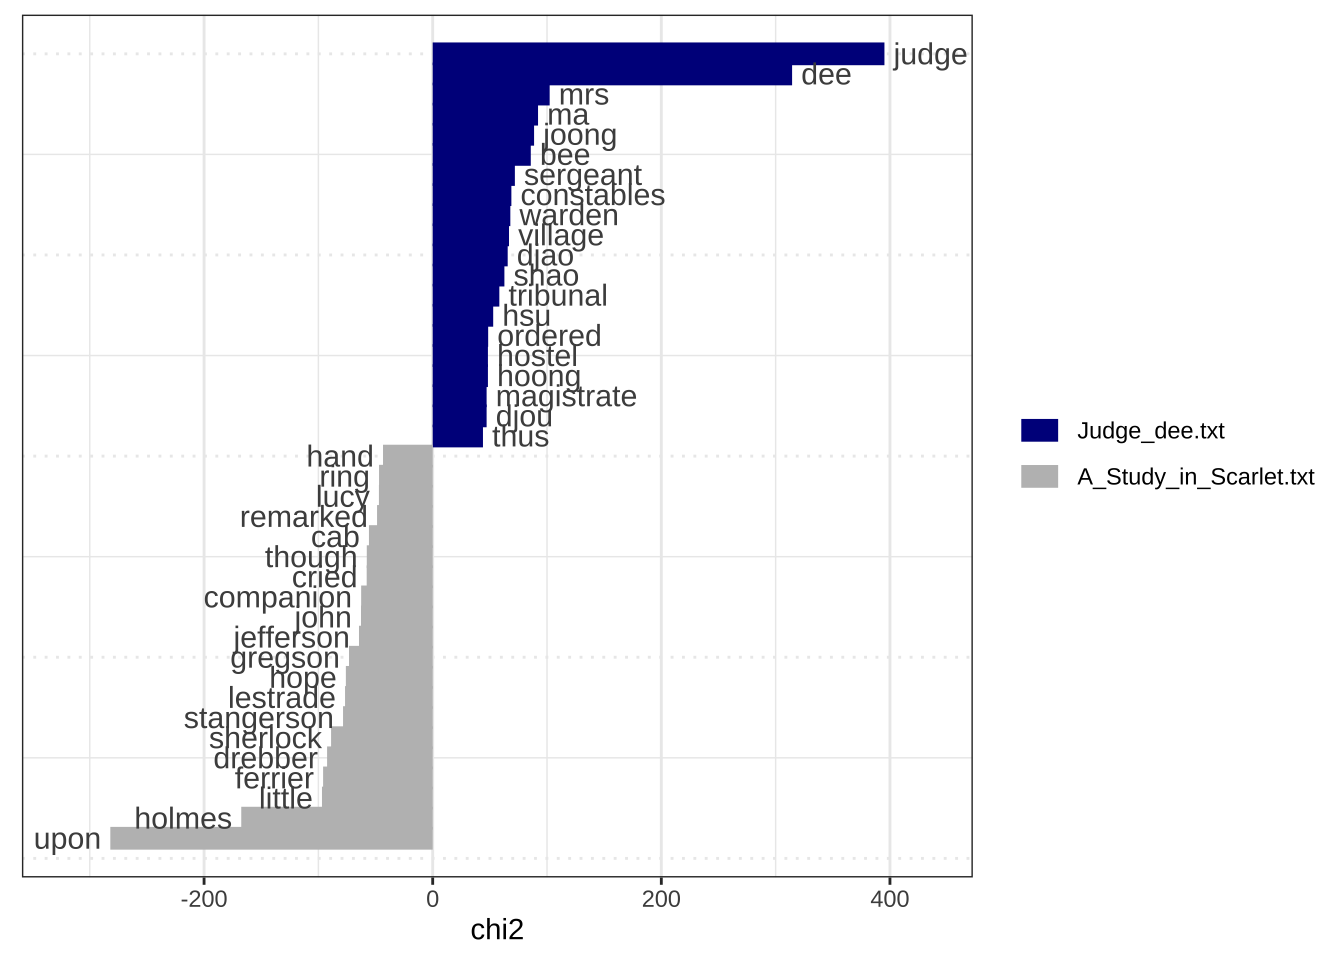 judge
dee
mrs
ma
joong
bee
sergeant
constables
warden
village
djao
shao
tribunal
hsu
ordered
hostel
hoong
magistrate
djou
thus
hand
ring
lucy
remarked
cab
though
cried
companion
john
jefferson
gregson
hope
lestrade
stangerson
sherlock
drebber
ferrier
little
holmes
upon
-200 0 200 400
chi2
Judge_dee.txt
A_Study_in_Scarlet.txt